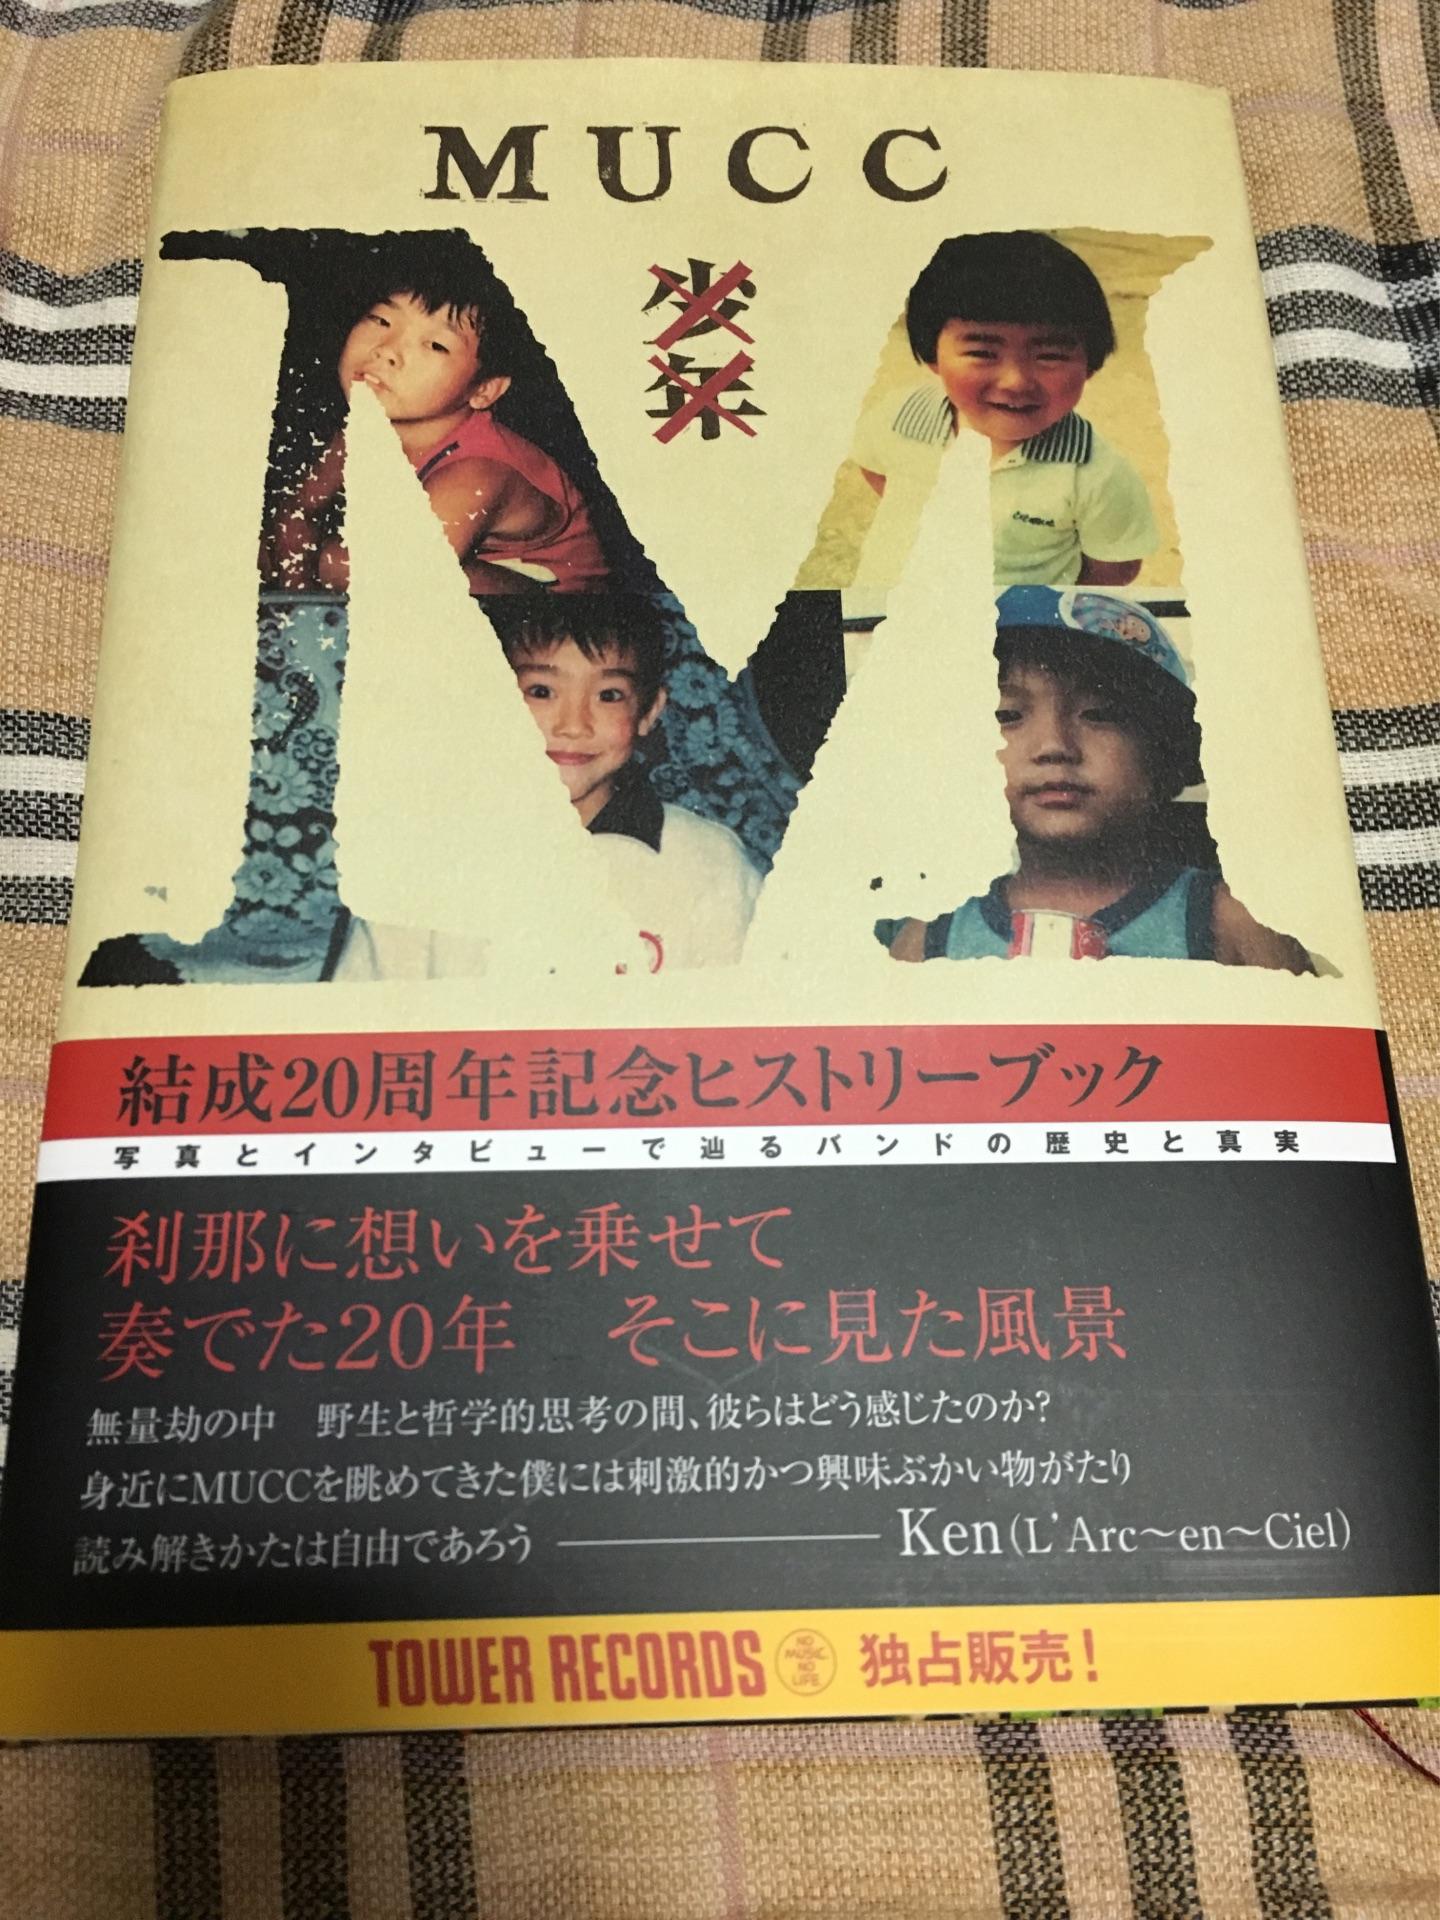 MUCC
少年
結成20周年記念ヒストリーブック
写真とインタビューで辿るバンドの歴史と真実
刹那に想いを乗せて
奏でた20年　そこに見た風景
無量劫の中　野生と哲学的思考の間、彼らはどう感じたのか?
身近にMUCCを眺めてきた僕には刺激的かつ興味ぶかい物がたり
読み解きかたは自由であろう ———— Ken(L'Arc～en～Ciel)
TOWER RECORDS NO MUSIC. NO LIFE. 独占販売!